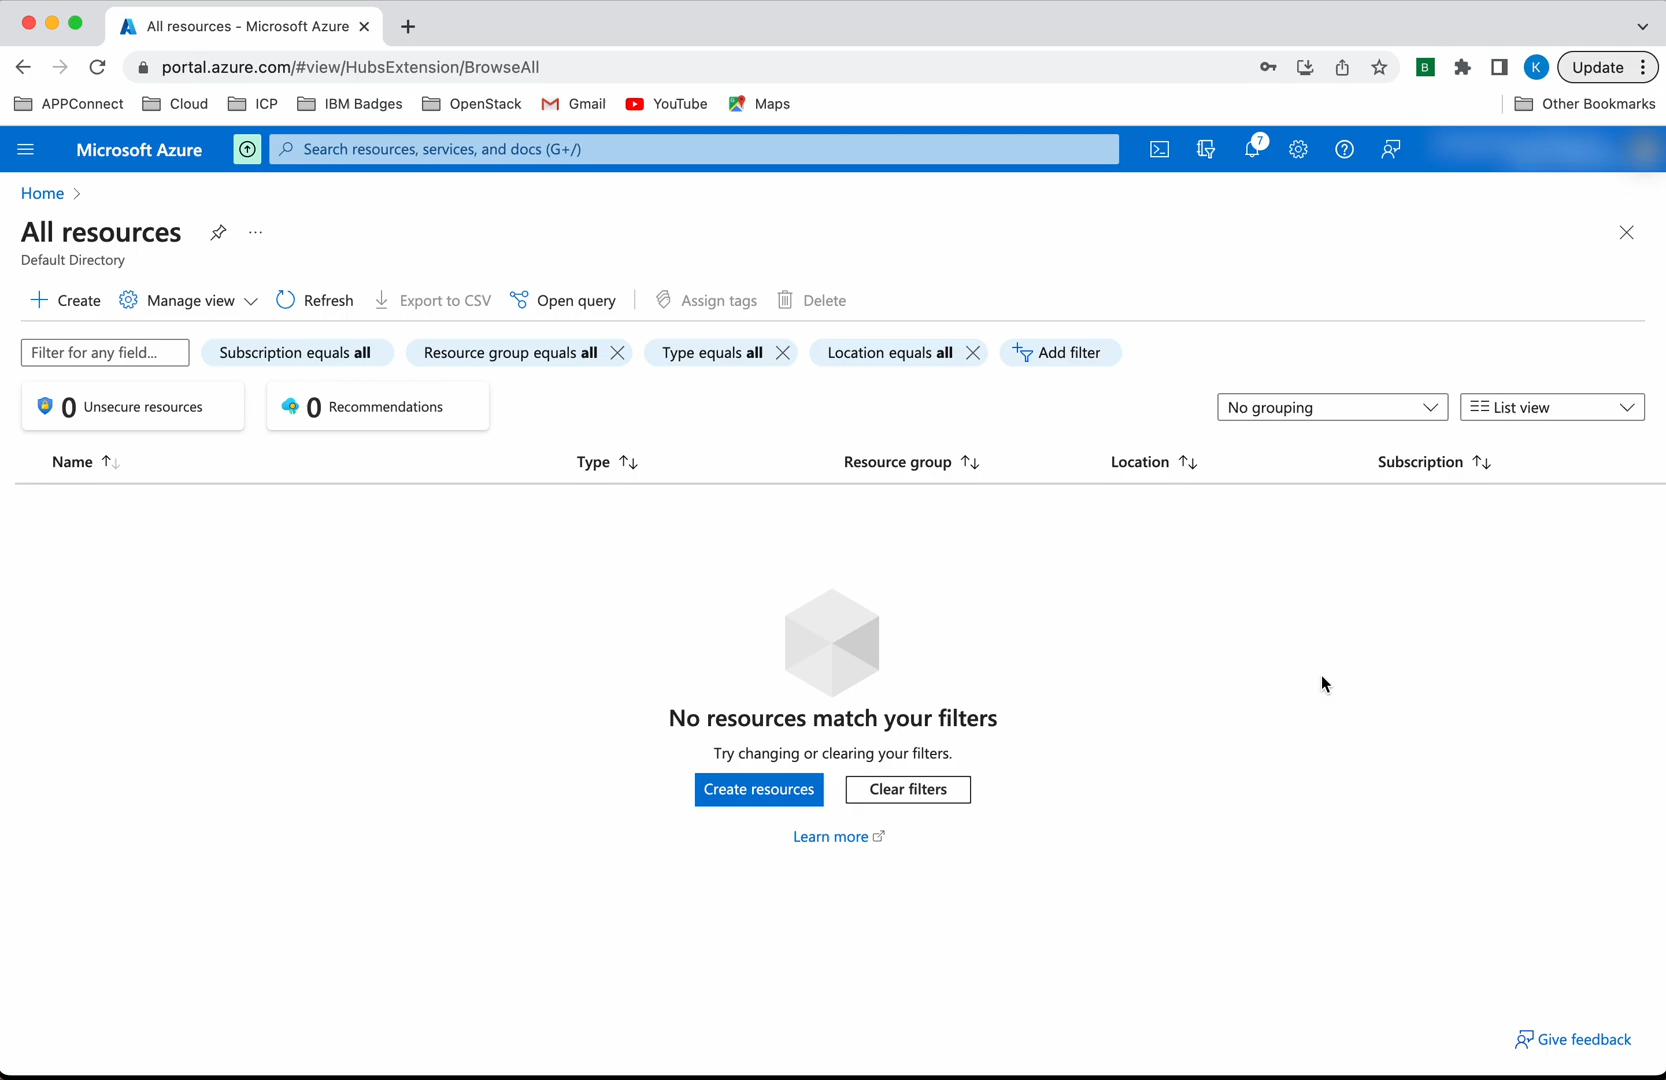 All resources - Microsoft Azure
portal.azure.com/#view/HubsExtension/BrowseAll
B
K
Update
APPConnect
Cloud
ICP
IBM Badges
OpenStack
Gmail
YouTube
Maps
Other Bookmarks
Microsoft Azure
Search resources, services, and docs (G+/)
7
Home
All resources
...
Default Directory
Create
Manage view
Refresh
Export to CSV
Open query
Assign tags
Delete
Filter for any field...
Subscription equals all
Resource group equals all
Type equals all
Location equals all
Add filter
0 Unsecure resources
0 Recommendations
No grouping
List view
Name
Type
Resource group
Location
Subscription
No resources match your filters
Try changing or clearing your filters.
Create resources
Clear filters
Learn more
Give feedback